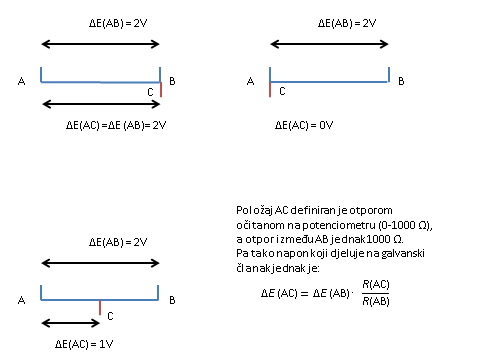 ΔE(AB) = 2V
A
B
C
ΔE(AC) =ΔE (AB)= 2V
ΔE(AB) = 2V
A
B
C
ΔE(AC) = 0V
ΔE(AB) = 2V
A
B
C
ΔE(AC) = 1V
Položaj AC definiran je otporom
očitanom na potenciometru (0-1000 Ω),
a otpor između AB jednak 1000 Ω.
Pa tako napon koji djeluje na galvanski
članak jednak je:
ΔE (AC) = ΔE (AB)· R(AC)
R(AB)